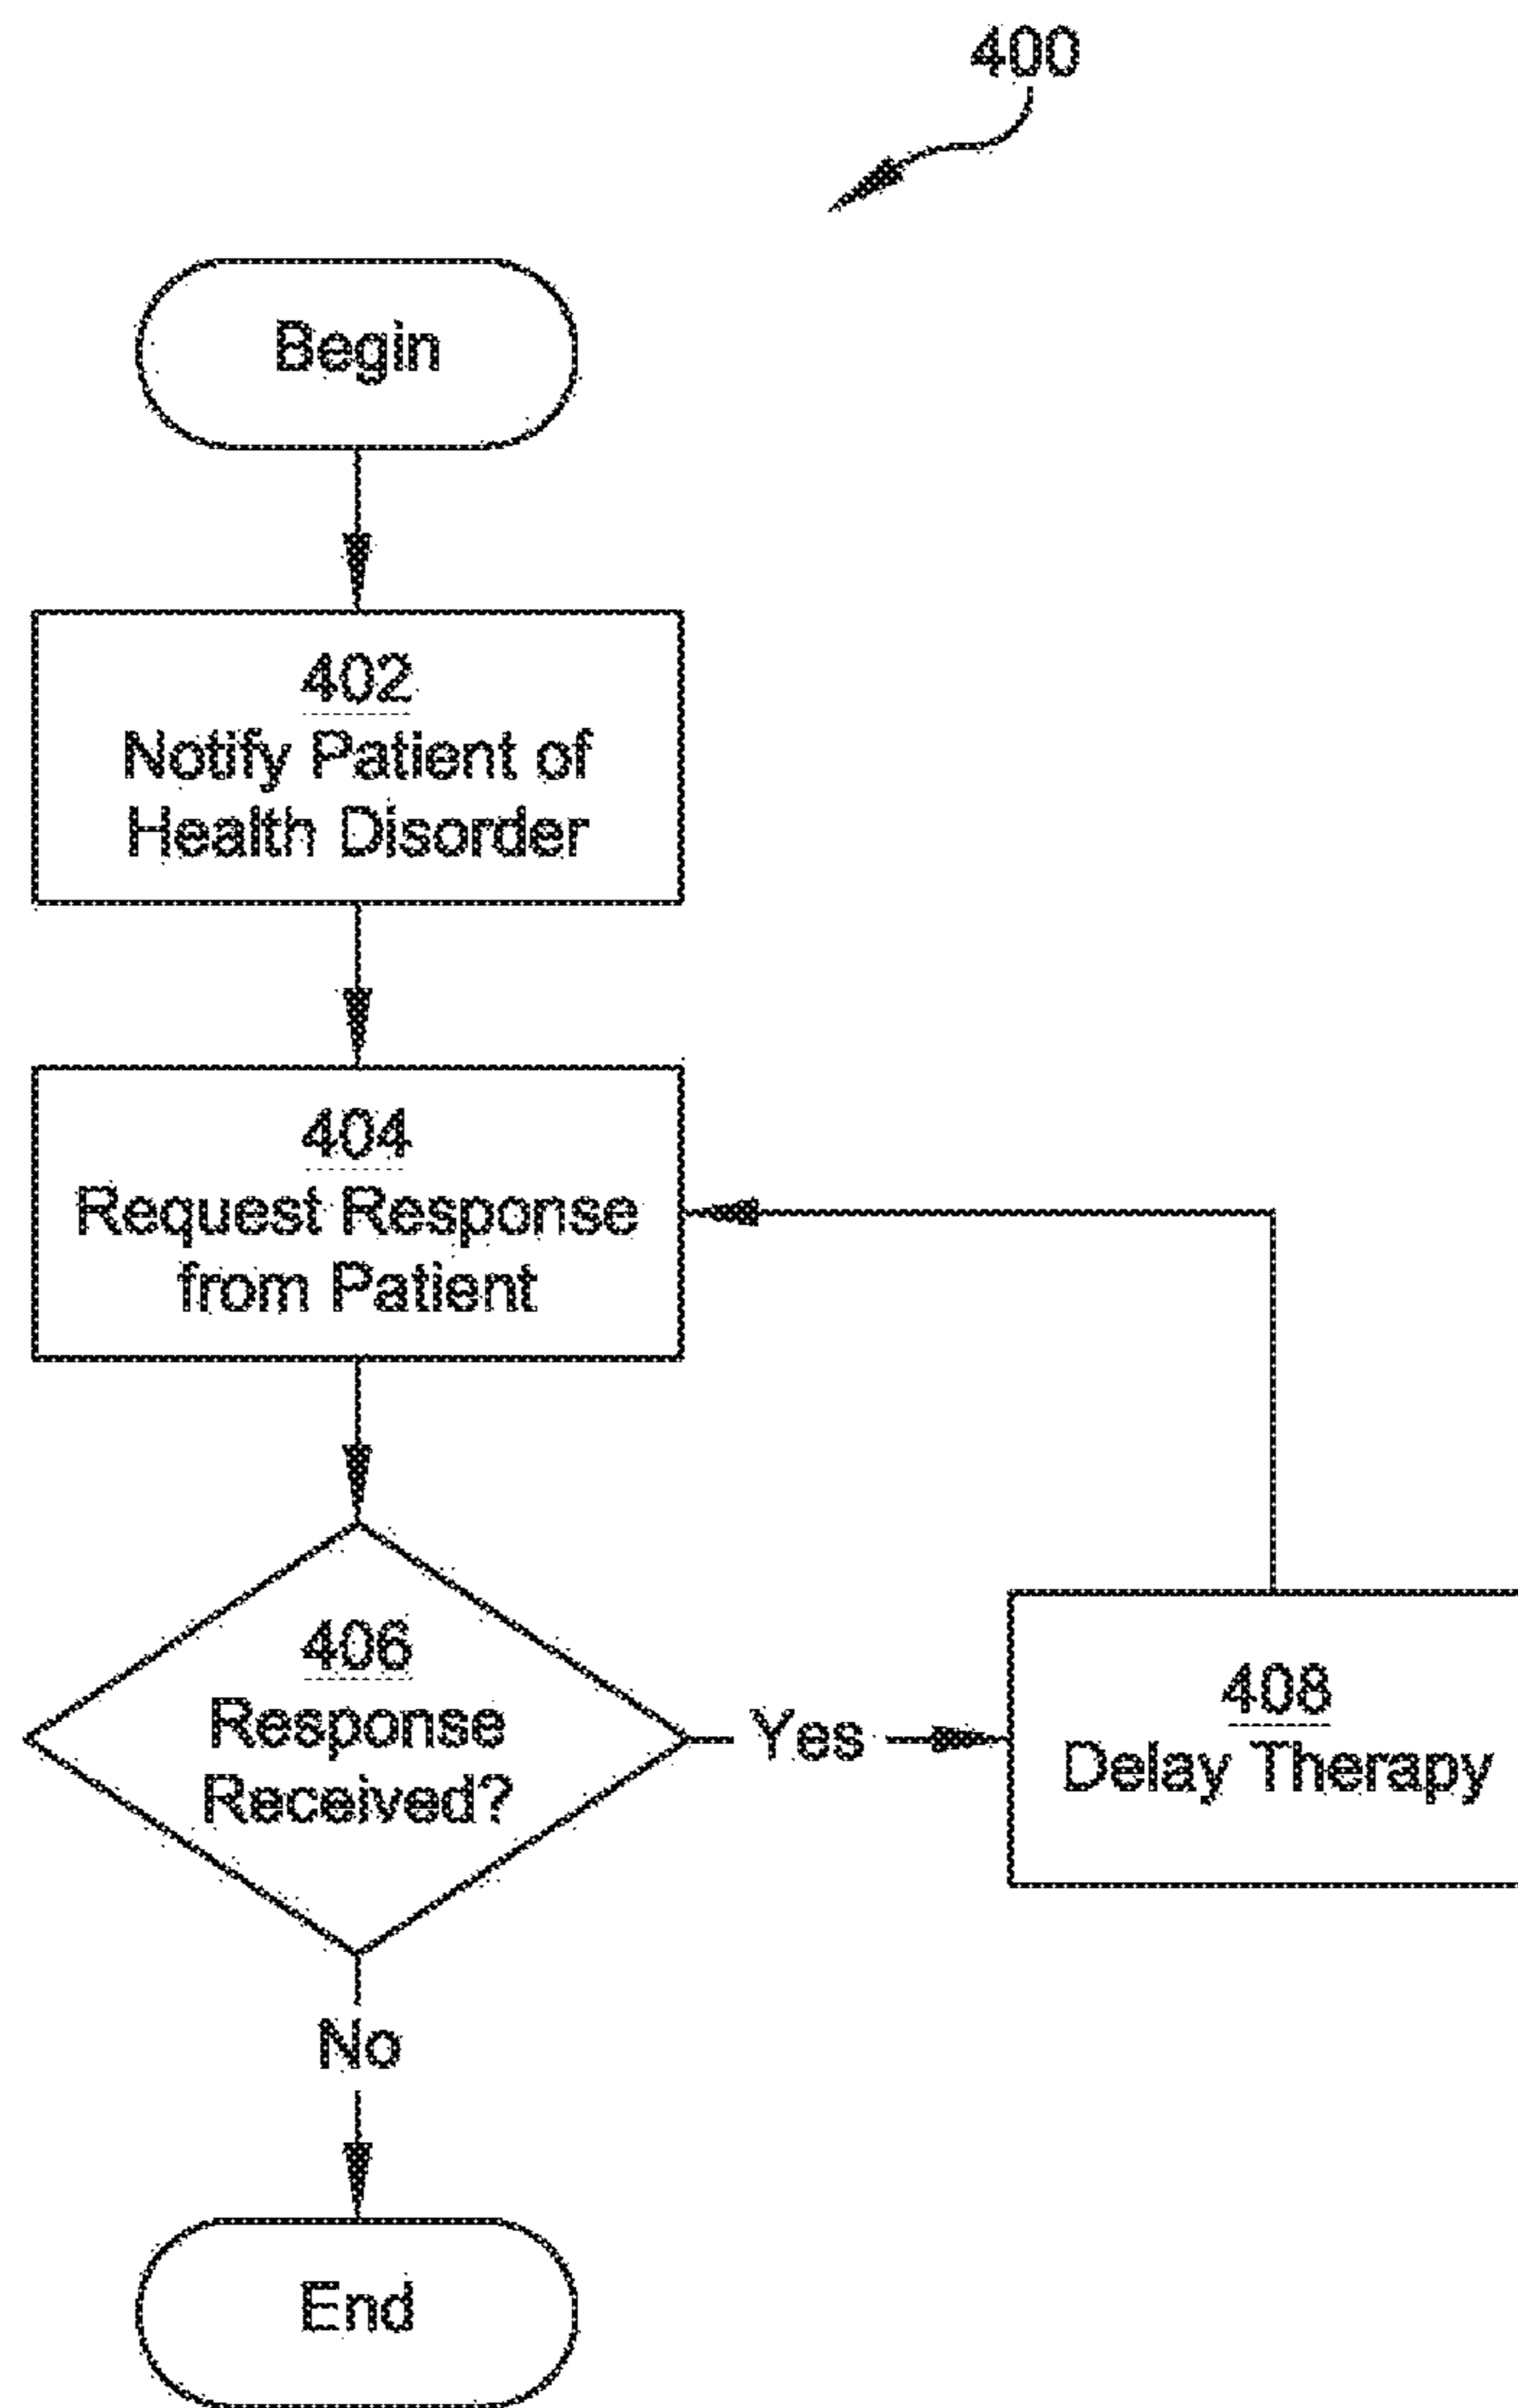 400
Begin
402
Notify Patient of
Health Disorder
404
Request Response
from Patient
406
Response
Received?
Yes
408
Delay Therapy
No
End